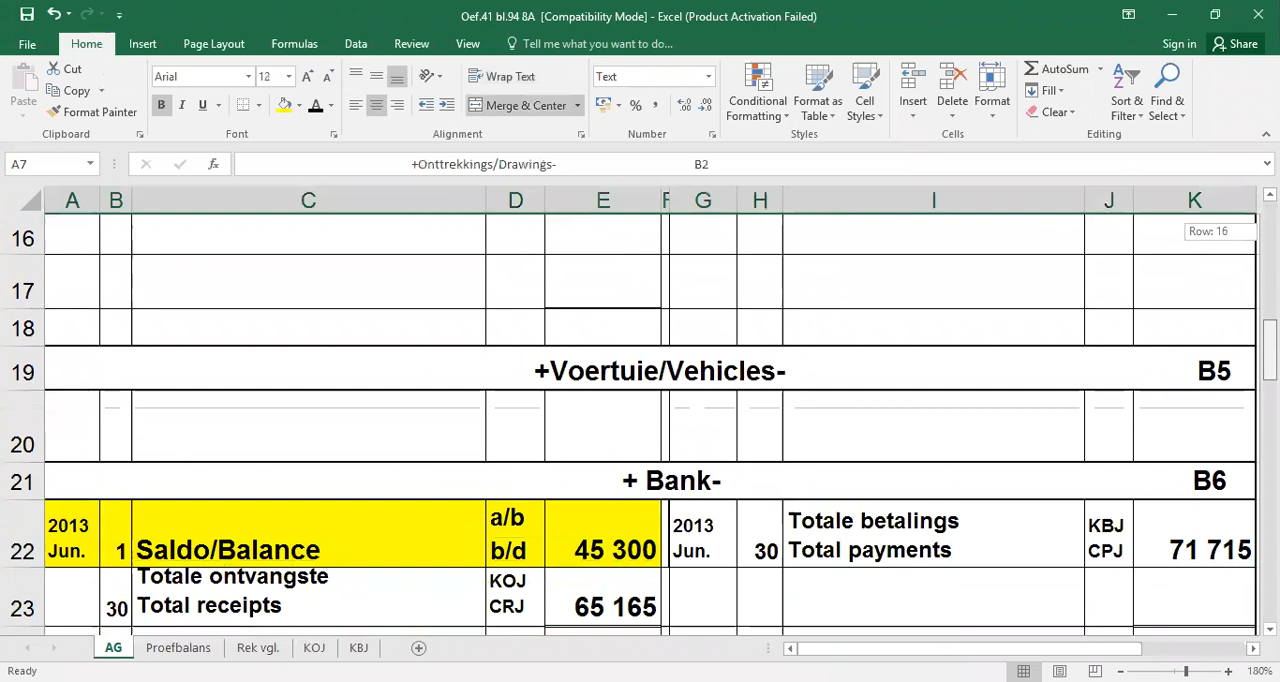 Oef.41 bl.94 8A [Compatibility Mode] - Excel (Product Activation Failed)
File Home Insert Page Layout Formulas Data Review View Tell me what you want to do... Sign in Share
Cut
Copy
Format Painter
Paste
Clipboard
Arial 12
B I U A
Font
Wrap Text
Merge & Center
Alignment
Text
% ,
Number
Conditional Formatting
Format as Table
Cell Styles
Styles
Insert Delete Format
Cells
AutoSum
Fill
Clear
Sort & Filter
Find & Select
Editing
A7 fx +Onttrekkings/Drawings- B2
A B C D E F G H I J K
16 Row: 16
17
18
19 +Voertuie/Vehicles- B5
20
21 + Bank- B6
22 2013 Jun. 1 Saldo/Balance a/b b/d 45 300 2013 Jun. 30 Totale betalings Total payments KBJ CPJ 71 715
23 30 Totale ontvangste Total receipts KOJ CRJ 65 165
AG Proefbalans Rek vgl. KOJ KBJ
Ready 180%